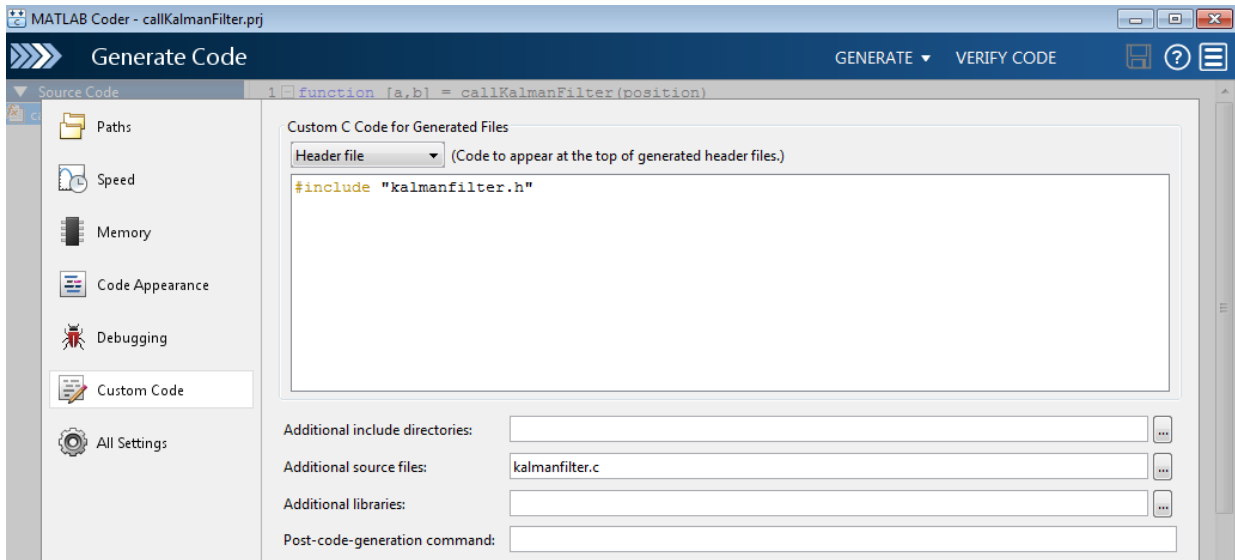 MATLAB Coder - callKalmanFilter.prj
Generate Code
GENERATE
VERIFY CODE
Source Code
1 function [a,b] = callKalmanFilter(position)
Paths
Speed
Memory
Code Appearance
Debugging
Custom Code
All Settings
Custom C Code for Generated Files
Header file (Code to appear at the top of generated header files.)
#include "kalmanfilter.h"
Additional include directories:
...
Additional source files: kalmanfilter.c
...
Additional libraries:
...
Post-code-generation command: